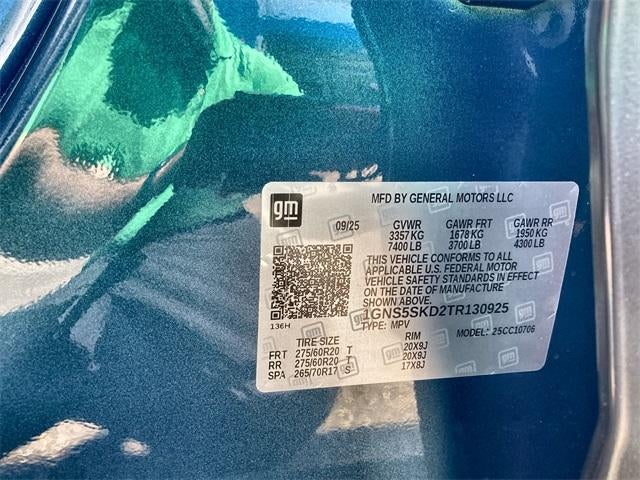 gm
MFD BY GENERAL MOTORS LLC
09/25 GVWR GAWR FRT GAWR RR
3357 KG 1678 KG 1950 KG
7400 LB 3700 LB 4300 LB
THIS VEHICLE CONFORMS TO ALL
APPLICABLE U.S. FEDERAL MOTOR
VEHICLE SAFETY STANDARDS IN EFFECT
ON THE DATE OF MANUFACTURE
SHOWN ABOVE.
1GNS5SKD2TR130925
136H TYPE: MPV MODEL: 25CC10706
TIRE SIZE RIM
FRT 275/60R20 T 20X9J
RR 275/60R20 T 20X9J
SPA 265/70R17 S 17X8J